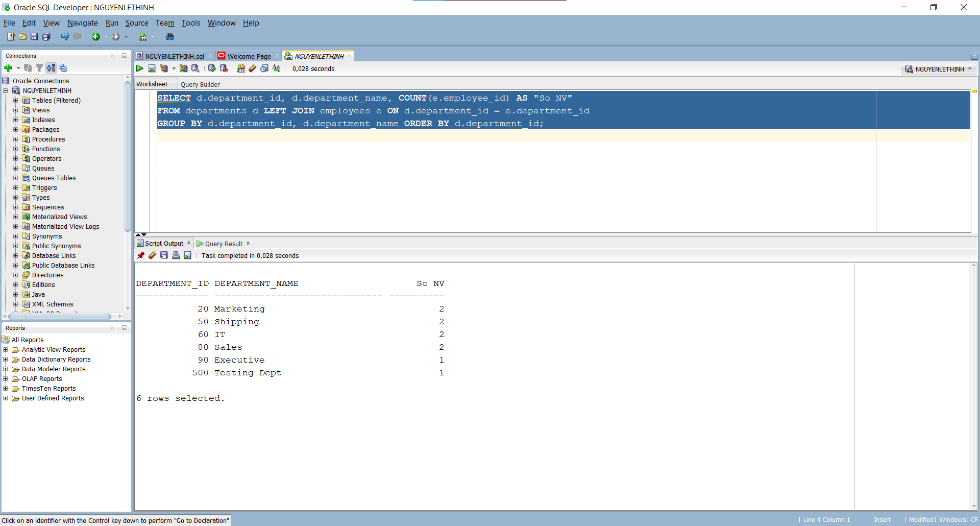 Oracle SQL Developer : NGUYENLETHINH
File Edit View Navigate Run Source Team Tools Window Help
Connections
Oracle Connections
NGUYENLETHINH
Tables (Filtered)
Views
Indexes
Packages
Procedures
Functions
Operators
Queues
Queues Tables
Triggers
Types
Sequences
Materialized Views
Materialized View Logs
Synonyms
Public Synonyms
Database Links
Public Database Links
Directories
Editions
Java
XML Schemas
Reports
All Reports
Analytic View Reports
Data Dictionary Reports
Data Modeler Reports
OLAP Reports
TimesTen Reports
User Defined Reports
NGUYENLETHINH.sql Welcome Page NGUYENLETHINH
0,028 seconds
NGUYENLETHINH
Worksheet Query Builder
SELECT d.department_id, d.department_name, COUNT(e.employee_id) AS "So NV"
FROM departments d LEFT JOIN employees e ON d.department_id = e.department_id
GROUP BY d.department_id, d.department_name ORDER BY d.department_id;
Script Output Query Result
Task completed in 0,028 seconds
DEPARTMENT_ID DEPARTMENT_NAME So NV
------------- ------------------------------ ----------
20 Marketing 2
50 Shipping 2
60 IT 2
80 Sales 2
90 Executive 1
500 Testing Dept 1
6 rows selected.
Click on an identifier with the Control key down to perform "Go to Declaration"
Line 4 Column 1 Insert Modified Windows: CF